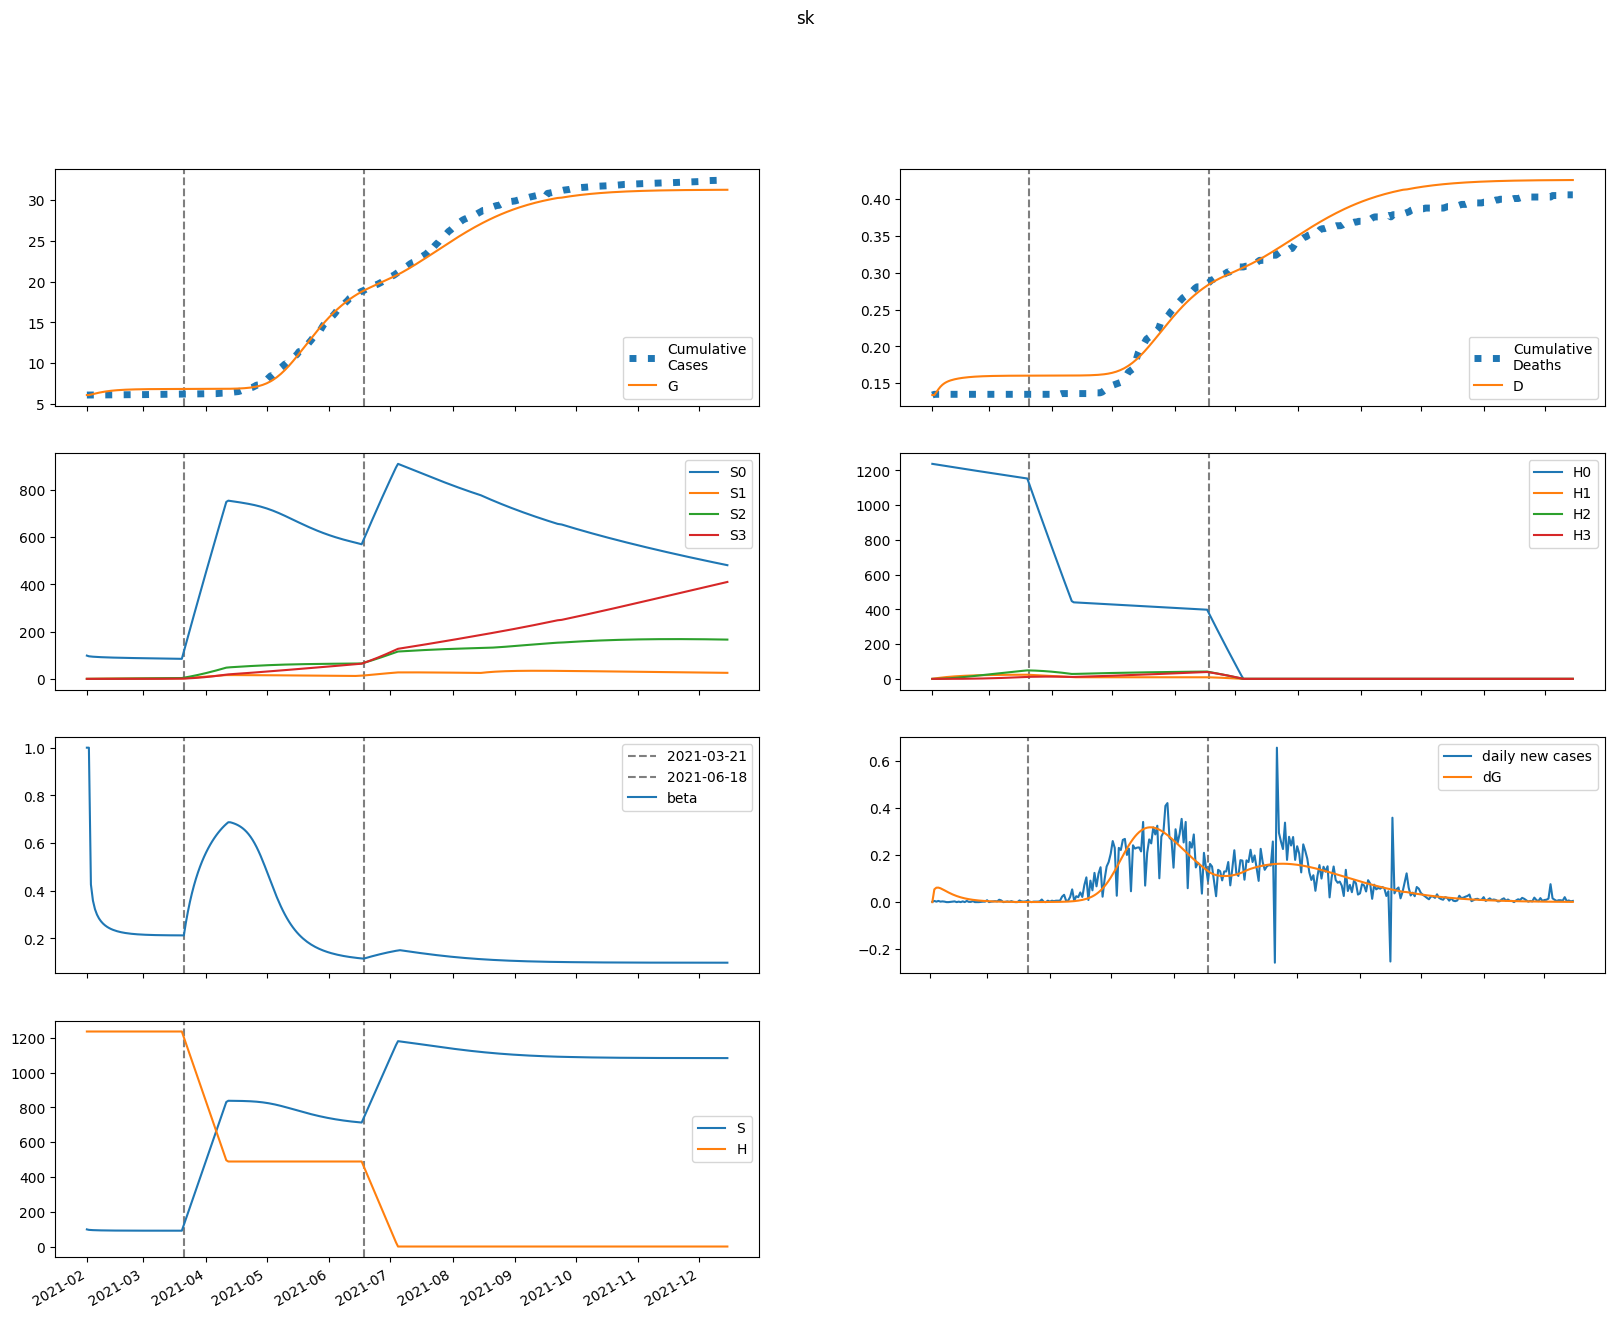 sk
30
25
20
15
10
5
Cumulative
Cases
G
0.40
0.35
0.30
0.25
0.20
0.15
Cumulative
Deaths
D
800
600
400
200
0
S0
S1
S2
S3
1200
1000
800
600
400
200
0
H0
H1
H2
H3
1.0
0.8
0.6
0.4
0.2
2021-03-21
2021-06-18
beta
0.6
0.4
0.2
0.0
−0.2
daily new cases
dG
1200
1000
800
600
400
200
0
S
H
2021-02
2021-03
2021-04
2021-05
2021-06
2021-07
2021-08
2021-09
2021-10
2021-11
2021-12